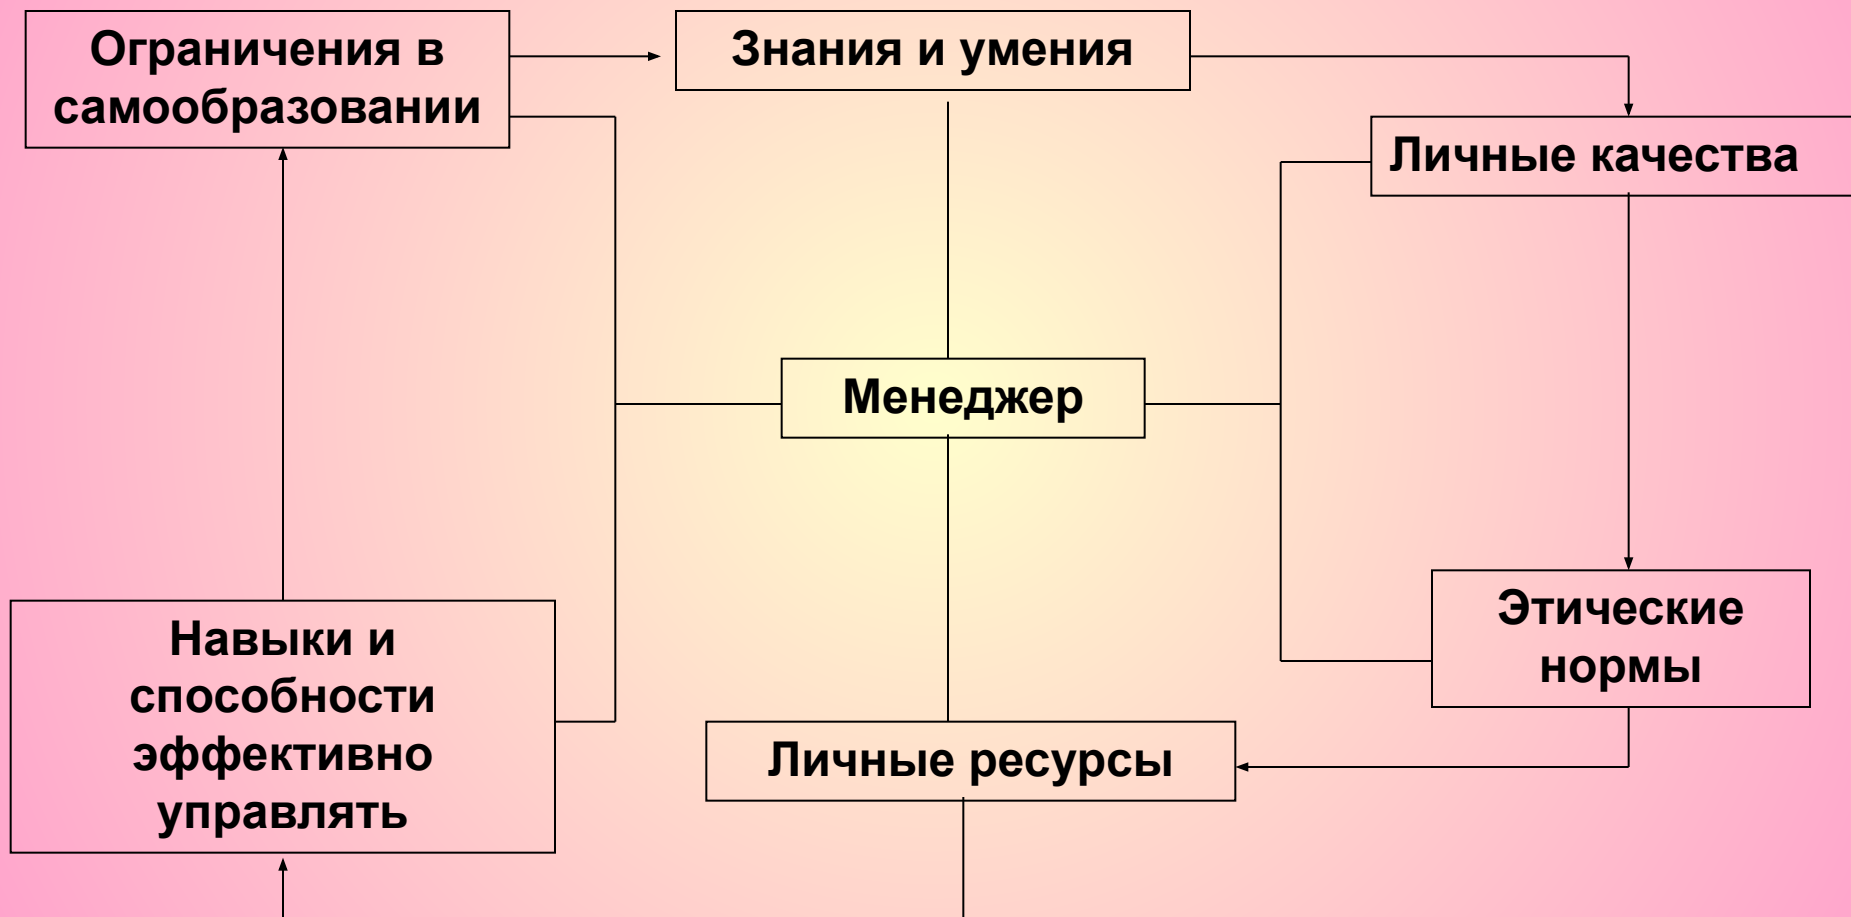 Ограничения в
самообразовании
Знания и умения
Личные качества
Менеджер
Этические
нормы
Навыки и
способности
эффективно
управлять
Личные ресурсы